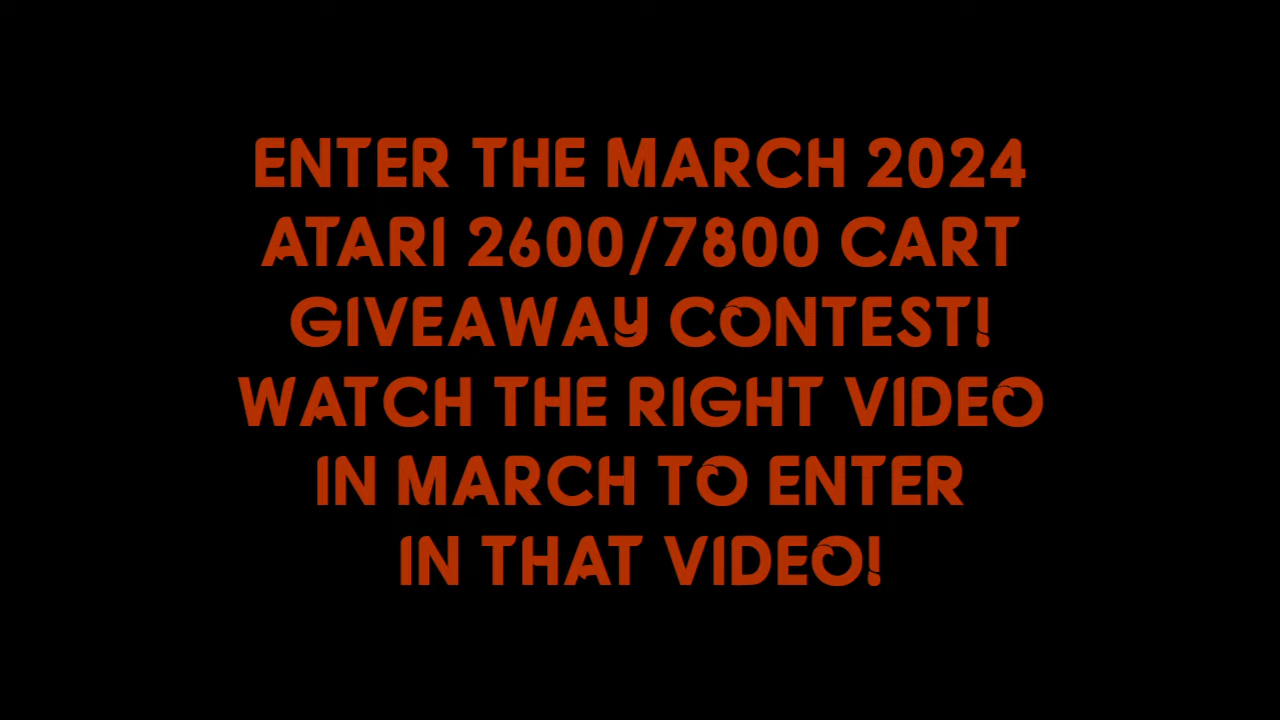 ENTER THE MARCH 2024
ATARI 2600/7800 CART
GIVEAWAY CONTEST!
WATCH THE RIGHT VIDEO
IN MARCH TO ENTER
IN THAT VIDEO!